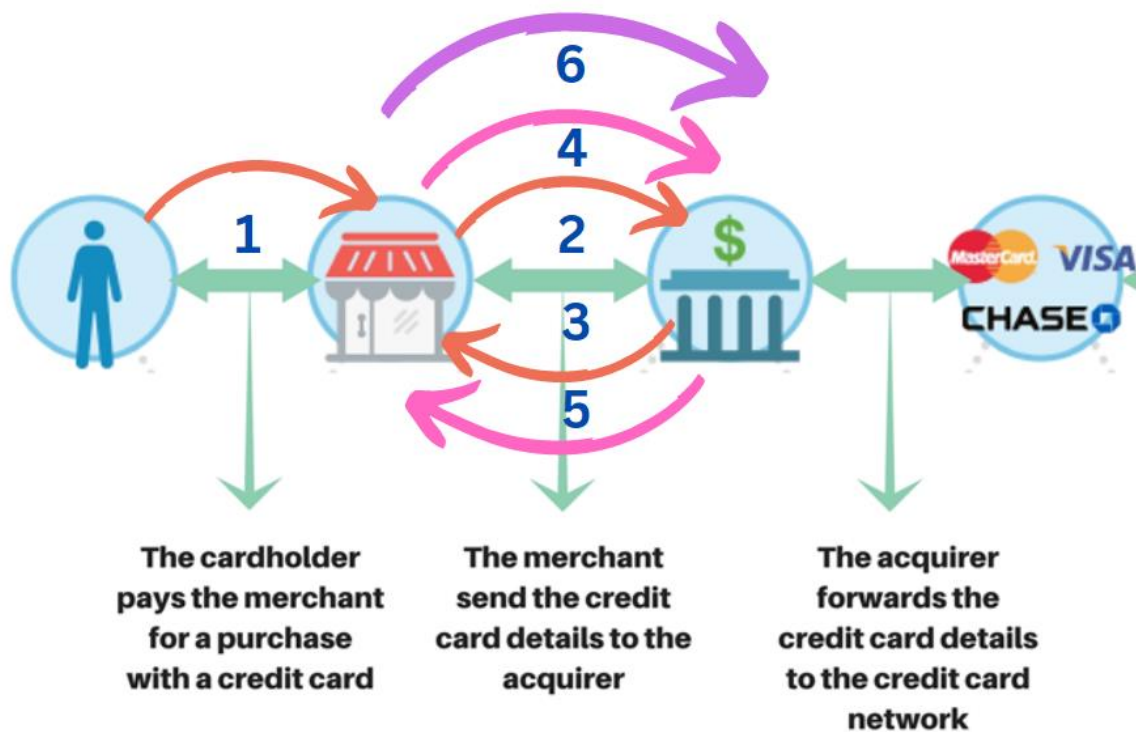 6
4
1
2
$
MasterCard
VISA
CHASE
3
5
The cardholder
pays the merchant
for a purchase
with a credit card
The merchant
send the credit
card details to the
acquirer
The acquirer
forwards the
credit card details
to the credit card
network